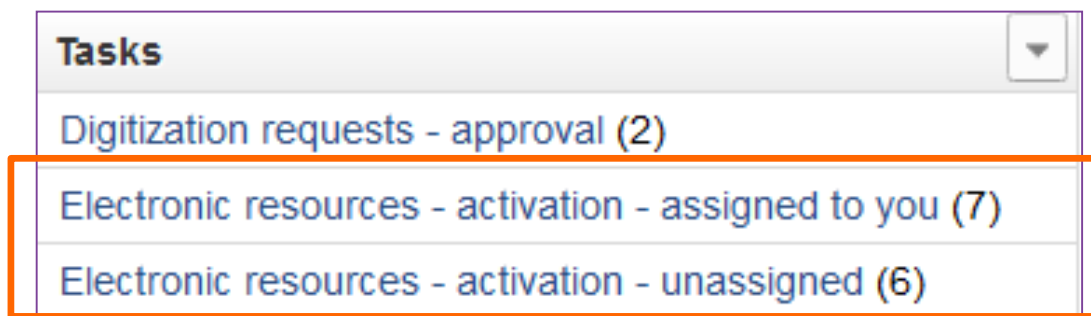 Tasks
Digitization requests - approval (2)
Electronic resources - activation - assigned to you (7)
Electronic resources - activation - unassigned (6)